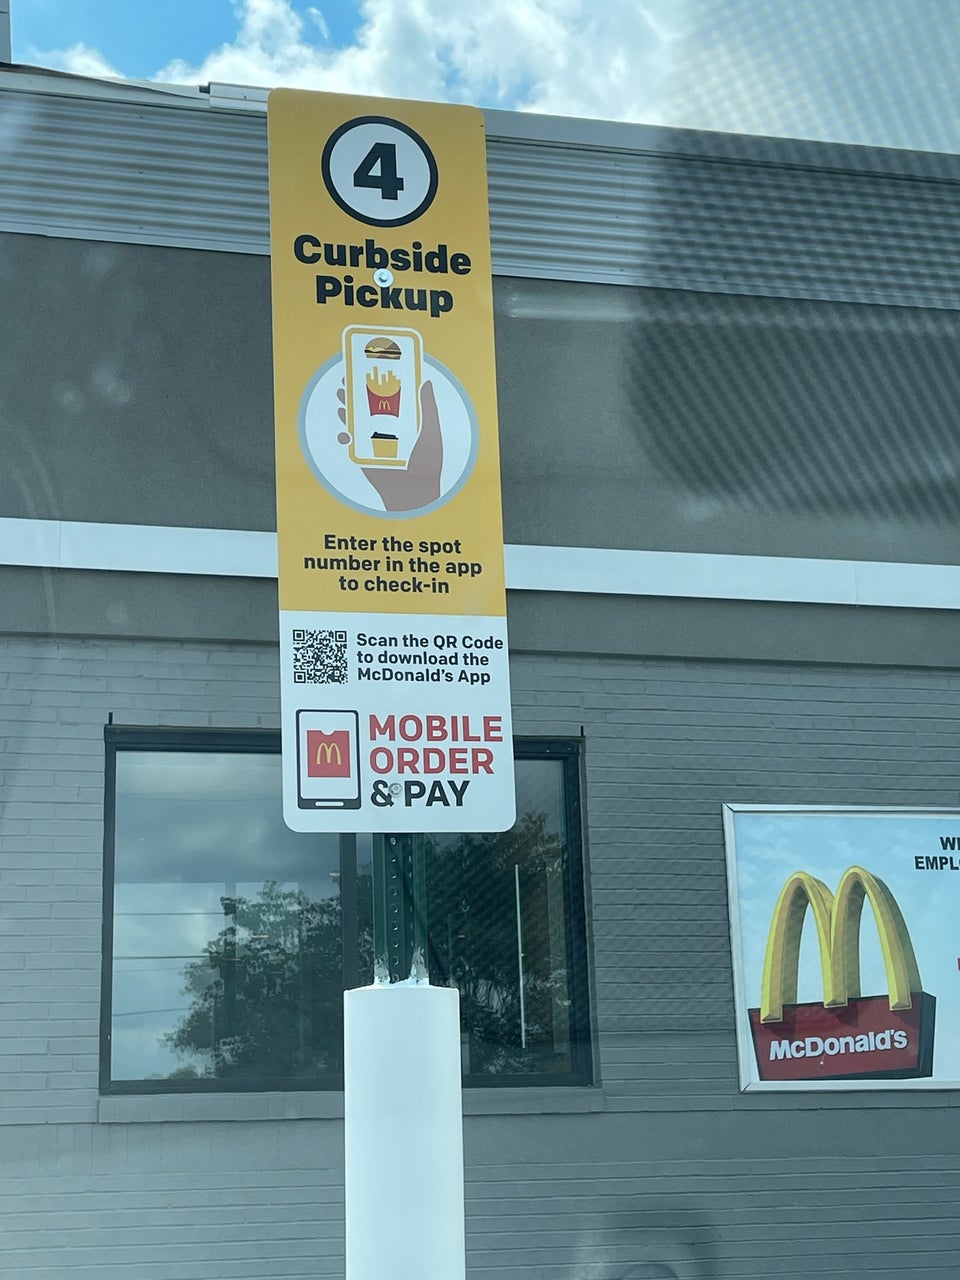 4
Curbside
Pickup
Enter the spot
number in the app
to check-in
Scan the QR Code
to download the
McDonald's App
MOBILE
ORDER
& PAY
McDonald's